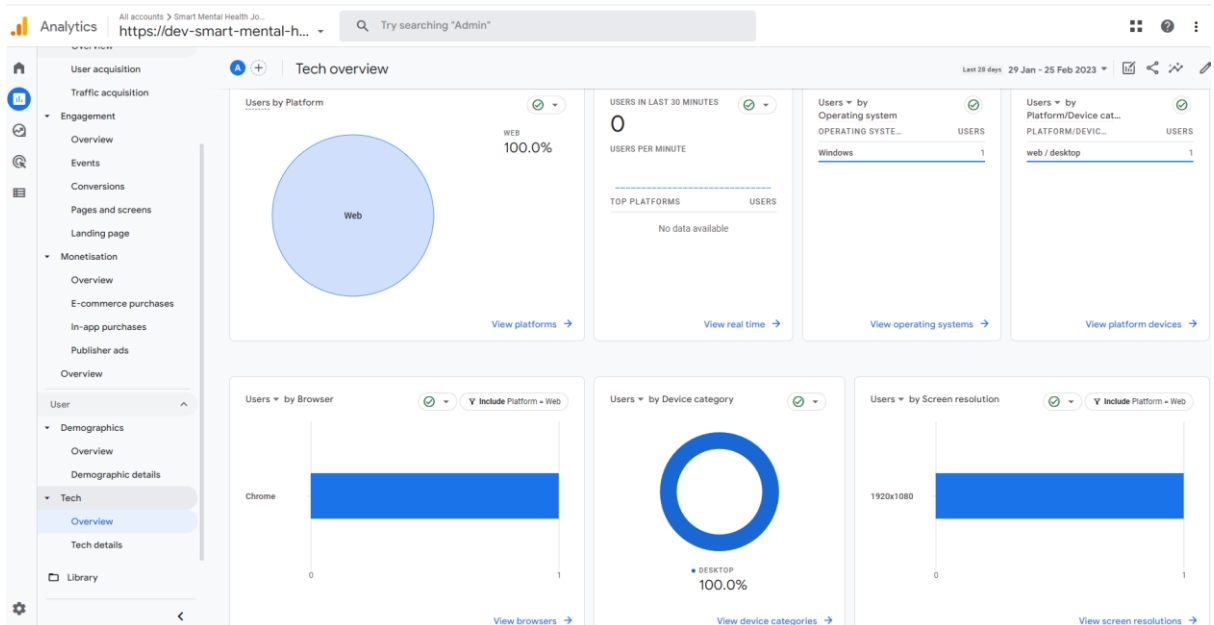 All accounts > Smart Mental Health Jo...
Analytics
https://dev-smart-mental-h...
Try searching "Admin"
Overview
User acquisition
Traffic acquisition
Engagement
Overview
Events
Conversions
Pages and screens
Landing page
Monetisation
Overview
E-commerce purchases
In-app purchases
Publisher ads
Overview
User
Demographics
Overview
Demographic details
Tech
Overview
Tech details
Library
A
Tech overview
Last 28 days 29 Jan - 25 Feb 2023
Users by Platform
WEB
100.0%
Web
View platforms
USERS IN LAST 30 MINUTES
0
USERS PER MINUTE
TOP PLATFORMS USERS
No data available
View real time
Users by
Operating system
OPERATING SYSTE... USERS
Windows 1
View operating systems
Users by
Platform/Device cat...
PLATFORM/DEVIC... USERS
web / desktop 1
View platform devices
Users by Browser
Include Platform = Web
Chrome
0 1
View browsers
Users by Device category
DESKTOP
100.0%
View device categories
Users by Screen resolution
Include Platform = Web
1920x1080
0 1
View screen resolutions